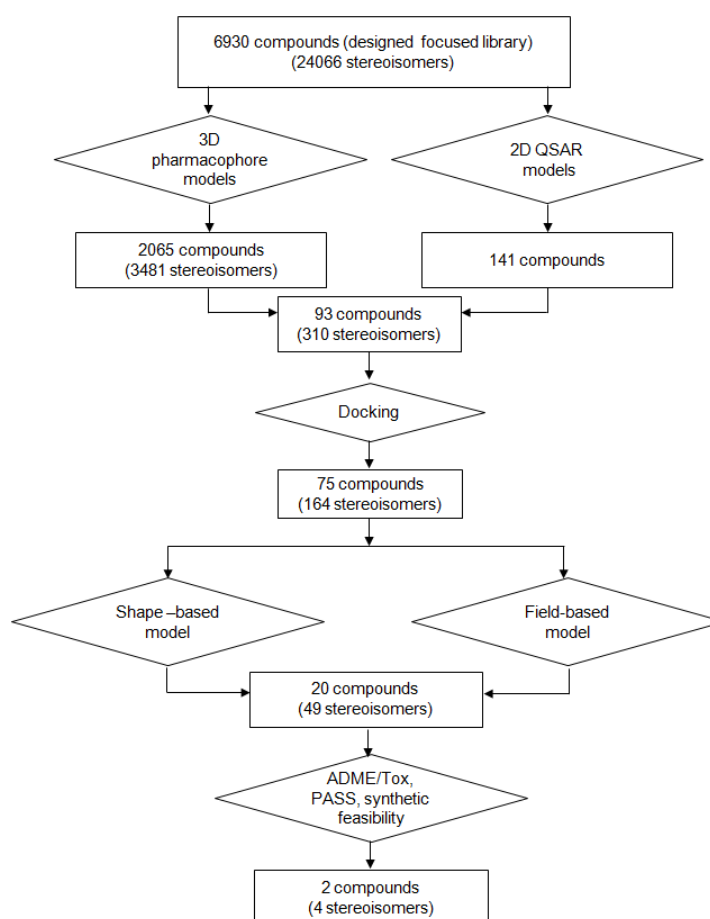 6930 compounds (designed focused library)
(24066 stereoisomers)
3D
pharmacophore
models
2D QSAR
models
2065 compounds
(3481 stereoisomers)
141 compounds
93 compounds
(310 stereoisomers)
Docking
75 compounds
(164 stereoisomers)
Shape –based
model
Field-based
model
20 compounds
(49 stereoisomers)
ADME/Tox,
PASS, synthetic
feasibility
2 compounds
(4 stereoisomers)